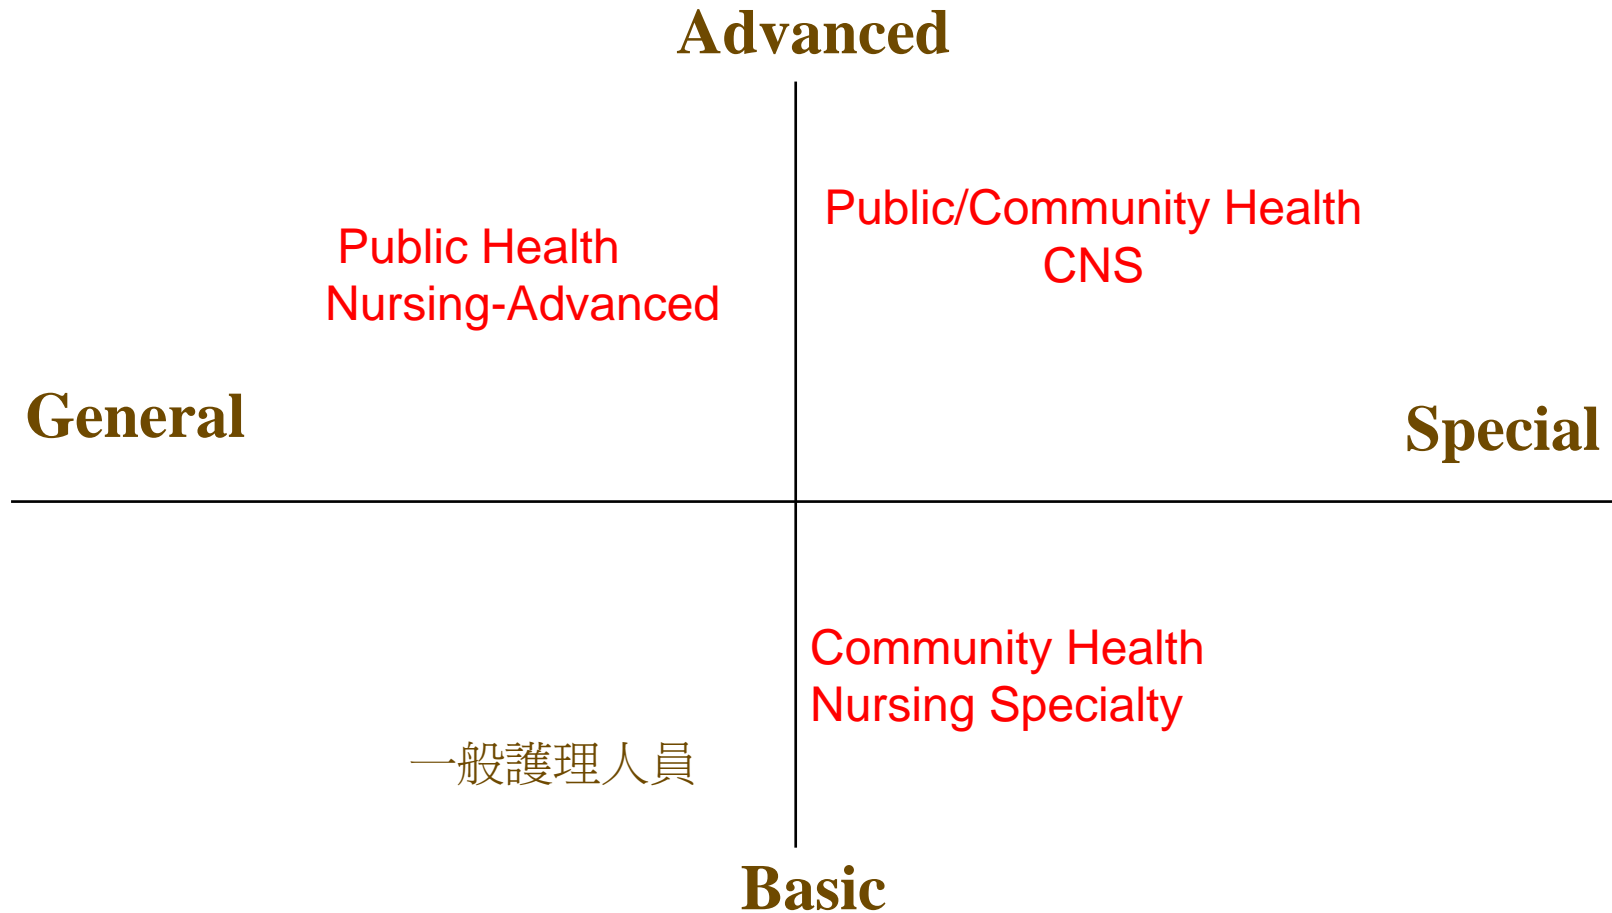 Advanced
Public/Community Health
CNS
Public Health
Nursing-Advanced
General
Special
Community Health
Nursing Specialty
一般護理人員
Basic